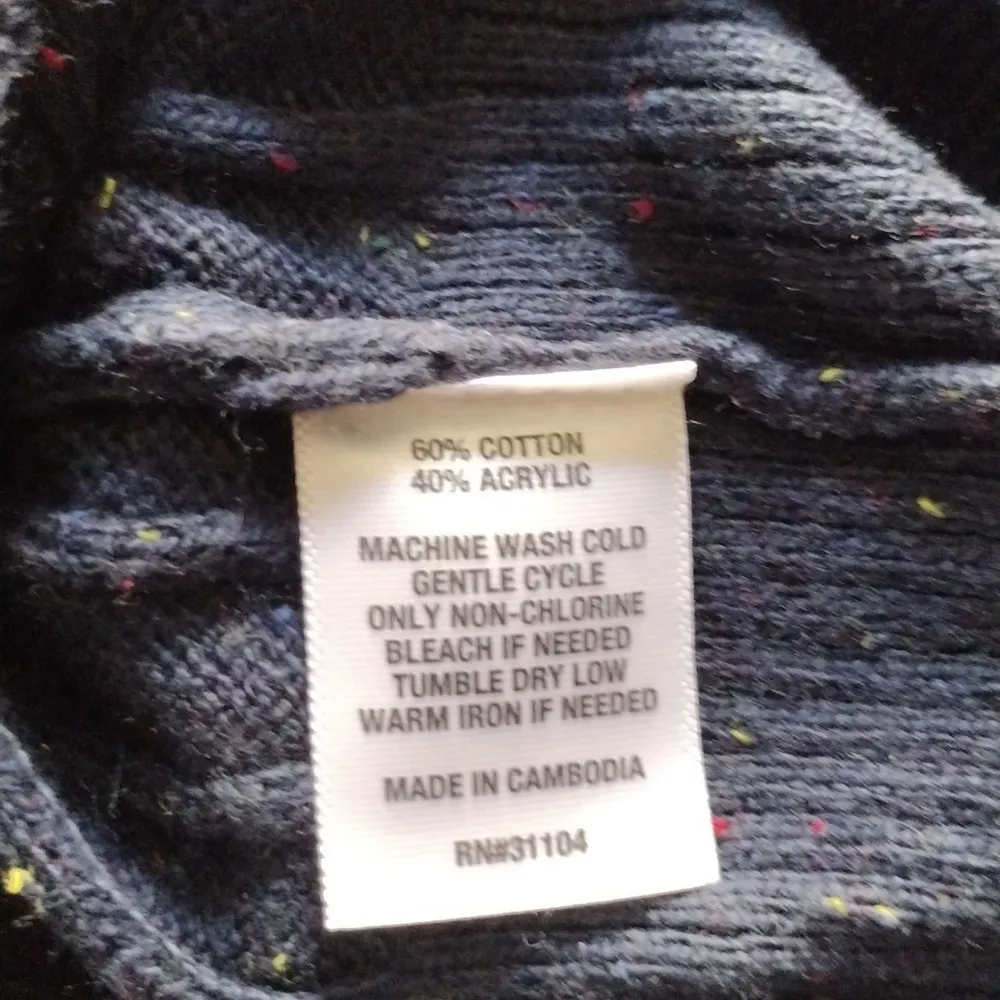 60% COTTON
40% ACRYLIC
MACHINE WASH COLD
GENTLE CYCLE
ONLY NON-CHLORINE
BLEACH IF NEEDED
TUMBLE DRY LOW
WARM IRON IF NEEDED
MADE IN CAMBODIA
RN#31104